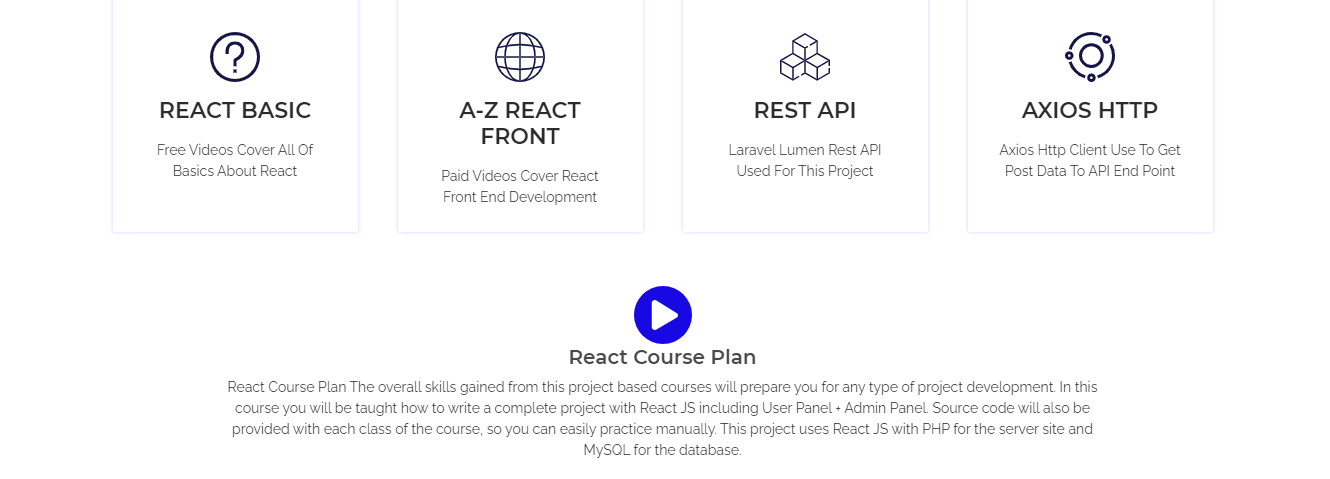 REACT BASIC
Free Videos Cover All Of
Basics About React
A-Z REACT
FRONT
Paid Videos Cover React
Front End Development
REST API
Laravel Lumen Rest API
Used For This Project
AXIOS HTTP
Axios Http Client Use To Get
Post Data To API End Point
React Course Plan
React Course Plan The overall skills gained from this project based courses will prepare you for any type of project development. In this
course you will be taught how to write a complete project with React JS including User Panel + Admin Panel. Source code will also be
provided with each class of the course, so you can easily practice manually. This project uses React JS with PHP for the server site and
MySQL for the database.